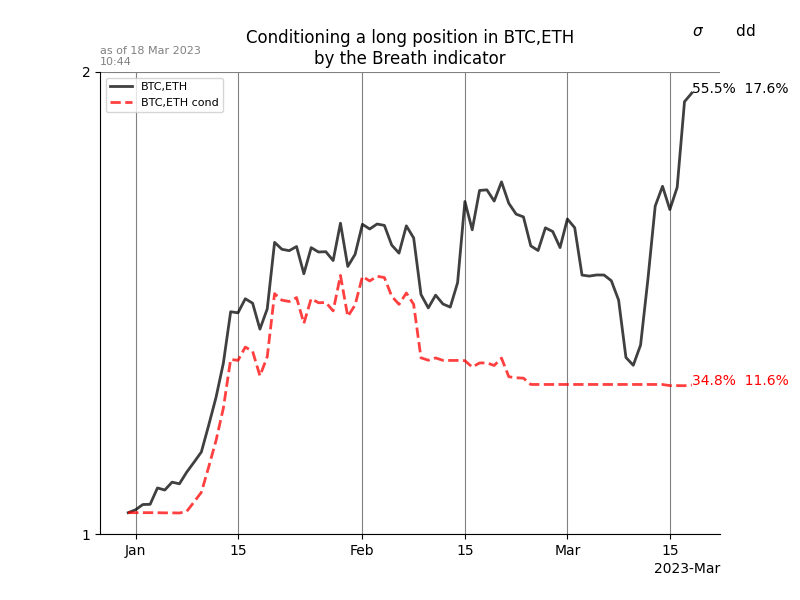 σ dd
Conditioning a long position in BTC,ETH
by the Breath indicator
as of 18 Mar 2023
10:44
2
BTC,ETH
BTC,ETH cond
55.5% 17.6%
34.8% 11.6%
1
Jan 15 Feb 15 Mar 15
2023-Mar